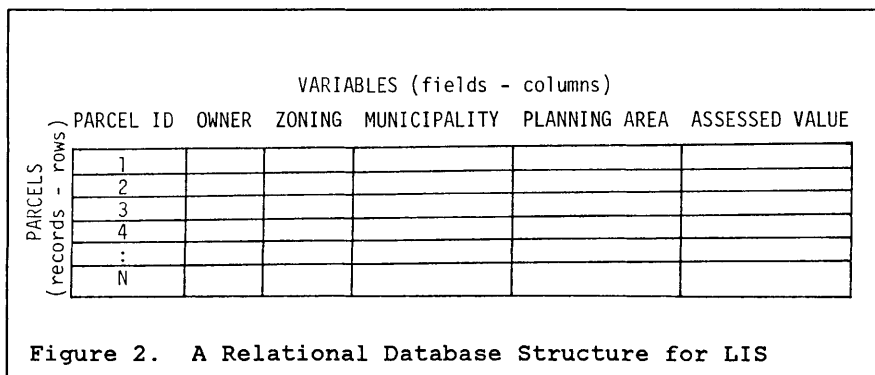 VARIABLES (fields - columns)
PARCEL ID OWNER ZONING MUNICIPALITY PLANNING AREA ASSESSED VALUE
PARCELS
(records - rows)
1
2
3
4
:
N
Figure 2. A Relational Database Structure for LIS